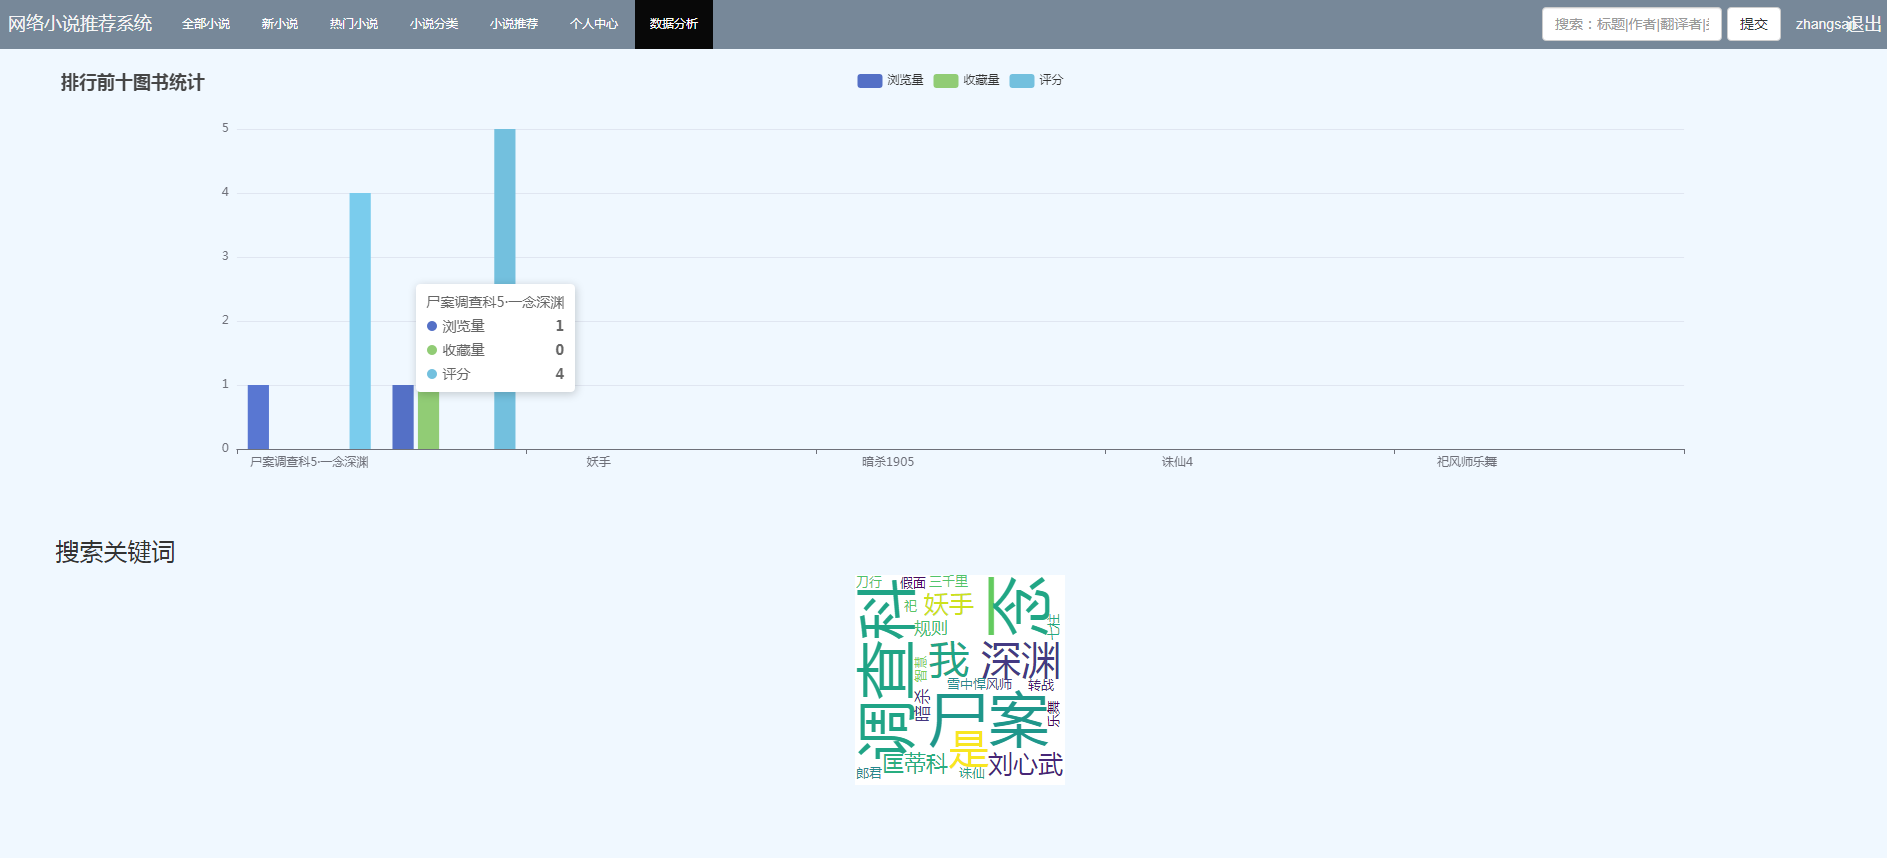 网络小说推荐系统 全部小说 新小说 热门小说 小说分类 小说推荐 个人中心 数据分析 搜索：标题|作者|翻译者| 提交 zhangsan 退出
排行前十图书统计
浏览量 收藏量 评分
5
4
3
2
1
0
尸案调查科5·一念深渊
浏览量 1
收藏量 0
评分 4
尸案调查科5·一念深渊 妖手 暗杀1905 诛仙4 祀风师乐舞
搜索关键词
刀行 假面 三千里
祀 妖手 一念
规则 七柱
调查科
我 深渊
智慧
雪中悍风师 转战
暗杀 尸案 乐舞
是
匡蒂科 刘心武
郎君 诛仙